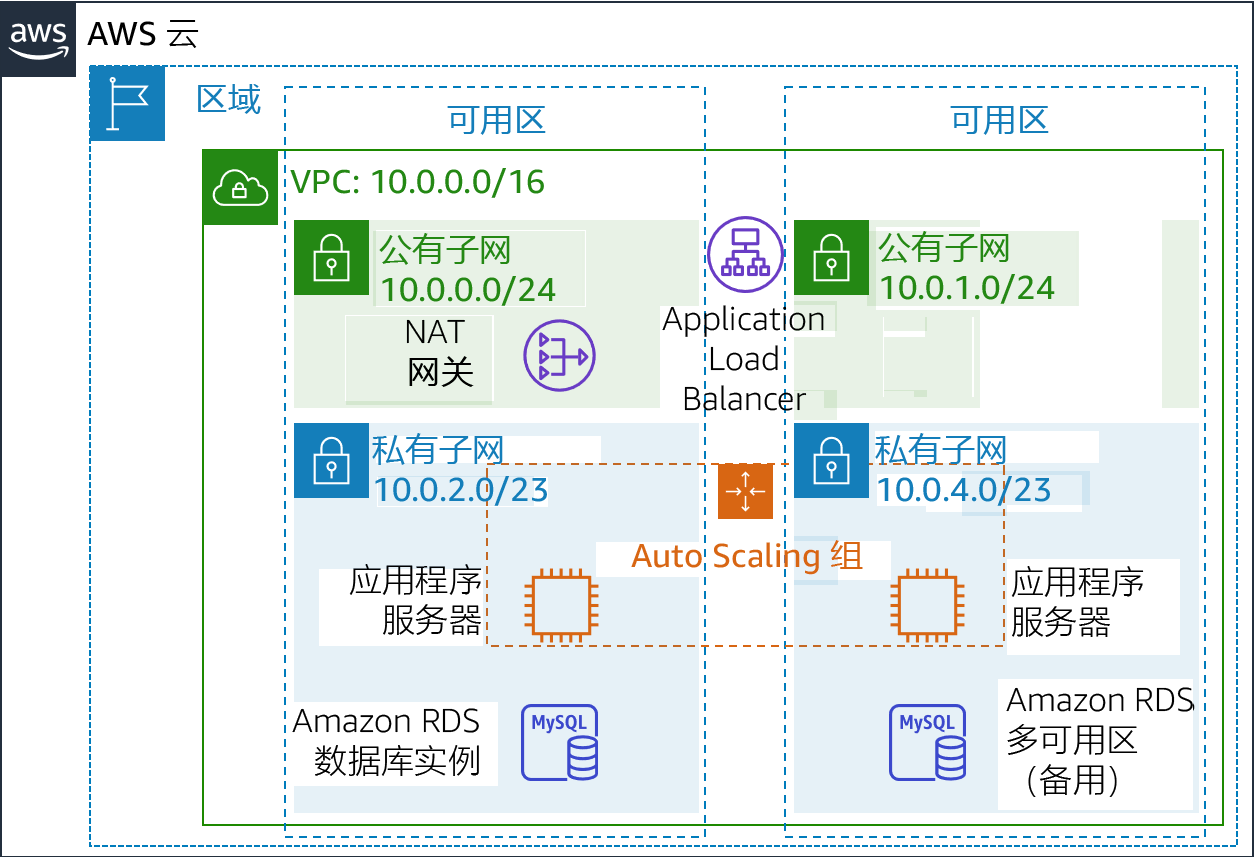 aws
AWS 云
区域
可用区
可用区
VPC: 10.0.0.0/16
公有子网
10.0.0.0/24
NAT
网关
Application
Load
Balancer
公有子网
10.0.1.0/24
私有子网
10.0.2.0/23
私有子网
10.0.4.0/23
Auto Scaling 组
应用程序
服务器
应用程序
服务器
Amazon RDS
数据库实例
MySQL
MySQL
Amazon RDS
多可用区
（备用）